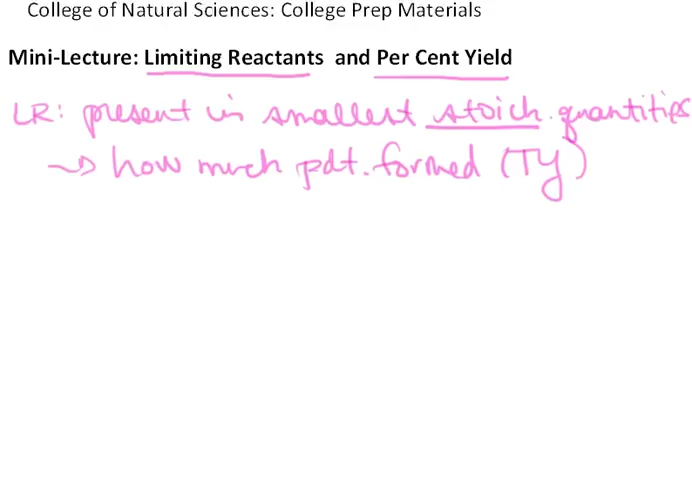 College of Natural Sciences: College Prep Materials
Mini-Lecture: Limiting Reactants and Per Cent Yield
LR: present in smallest stoich. quantities
→ how much pdt. formed (TY)